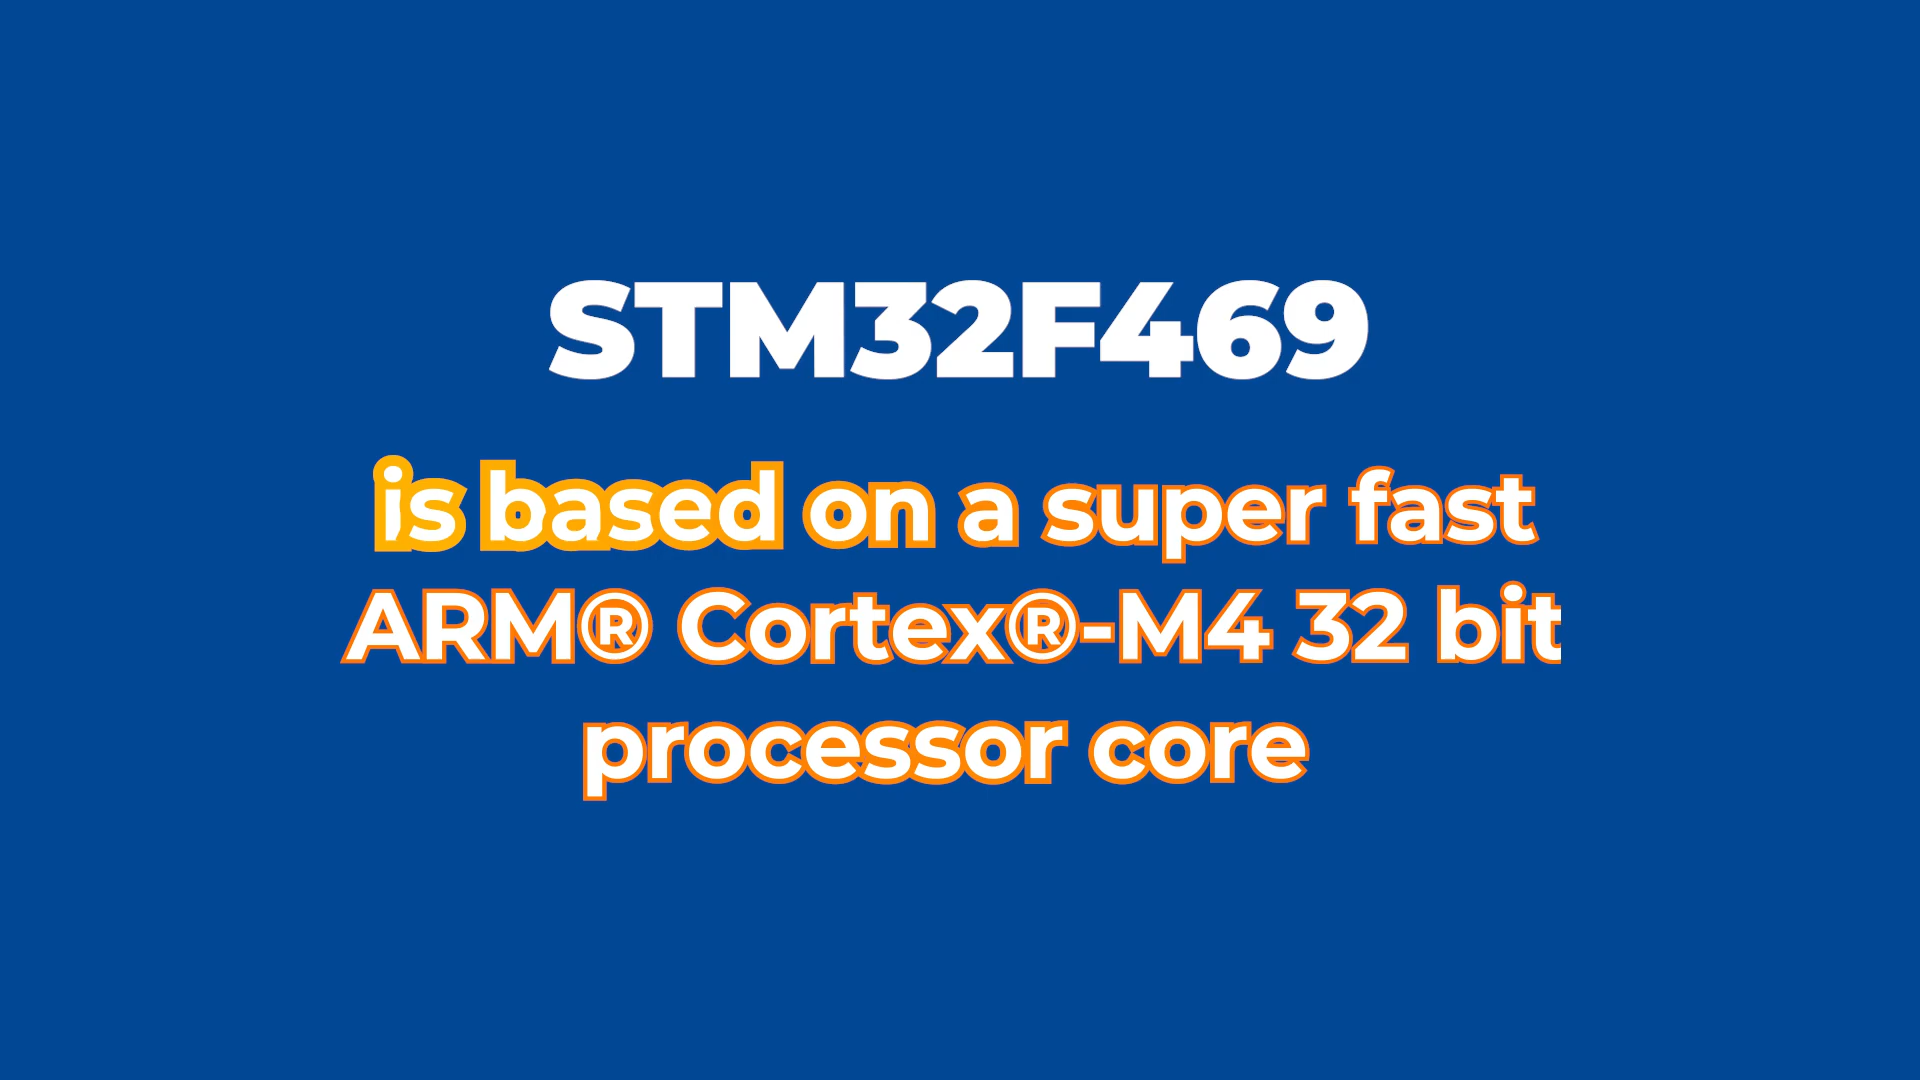 STM32F469
is based on a super fast
ARM® Cortex®-M4 32 bit
processor core